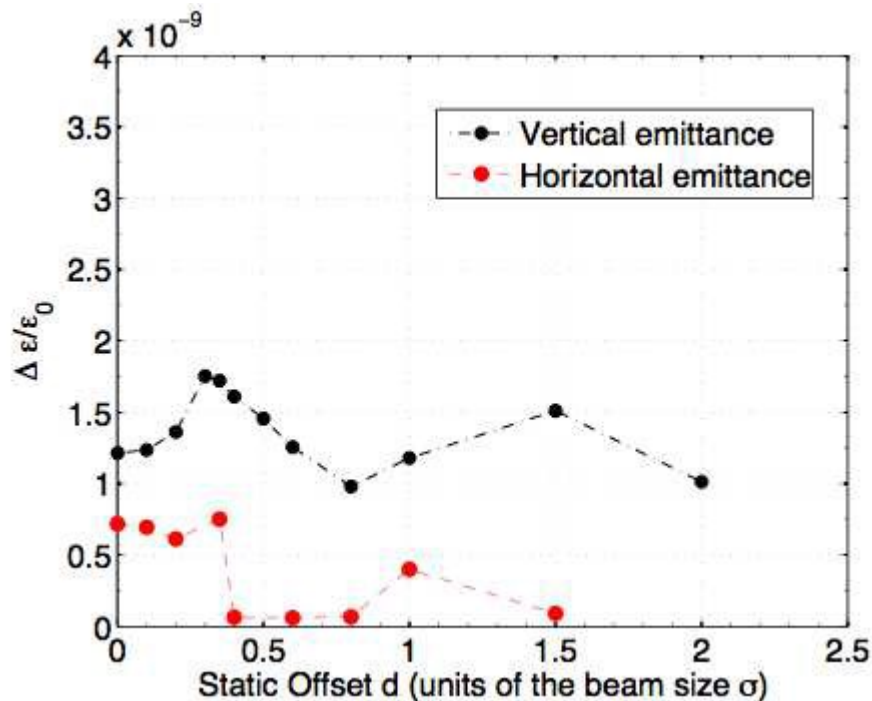 x 10^-9
4
3.5
3
2.5
2
1.5
1
0.5
0
Δ ε/ε_0
Vertical emittance
Horizontal emittance
0 0.5 1 1.5 2 2.5
Static Offset d (units of the beam size σ)